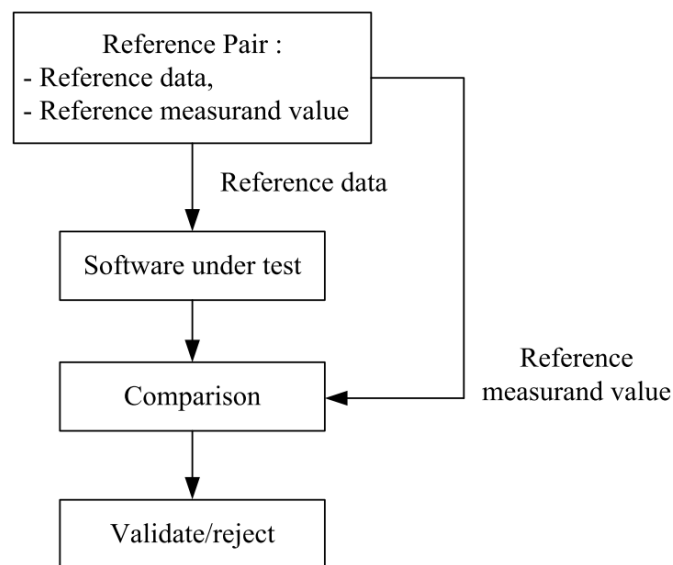 Reference Pair :
- Reference data,
- Reference measurand value
Reference data
Software under test
Reference
measurand value
Comparison
Validate/reject